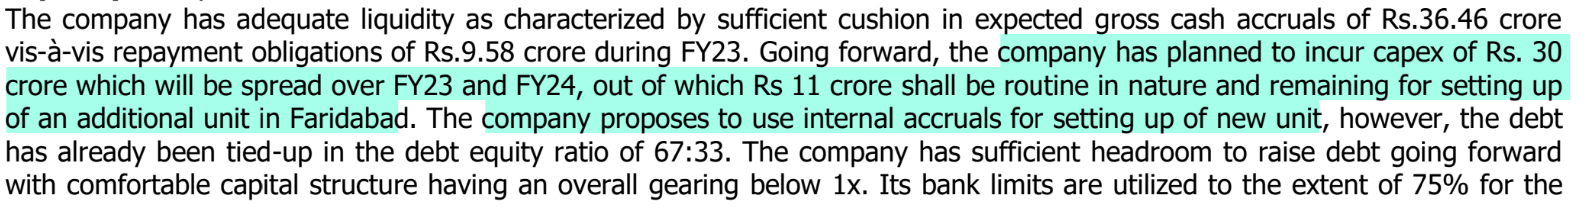 The company has adequate liquidity as characterized by sufficient cushion in expected gross cash accruals of Rs.36.46 crore
vis-à-vis repayment obligations of Rs.9.58 crore during FY23. Going forward, the company has planned to incur capex of Rs. 30
crore which will be spread over FY23 and FY24, out of which Rs 11 crore shall be routine in nature and remaining for setting up
of an additional unit in Faridabad. The company proposes to use internal accruals for setting up of new unit, however, the debt
has already been tied-up in the debt equity ratio of 67:33. The company has sufficient headroom to raise debt going forward
with comfortable capital structure having an overall gearing below 1x. Its bank limits are utilized to the extent of 75% for the